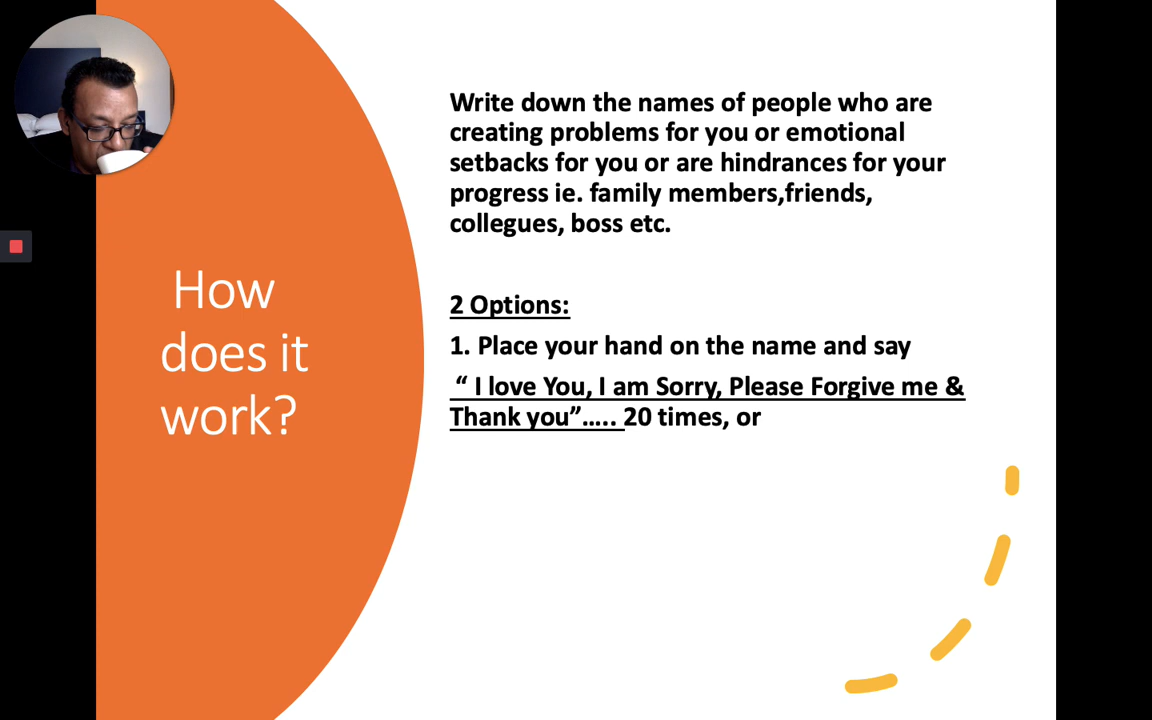 How
does it
work?
Write down the names of people who are
creating problems for you or emotional
setbacks for you or are hindrances for your
progress ie. family members,friends,
collegues, boss etc.
2 Options:
1. Place your hand on the name and say
“ I love You, I am Sorry, Please Forgive me &
Thank you”….. 20 times, or